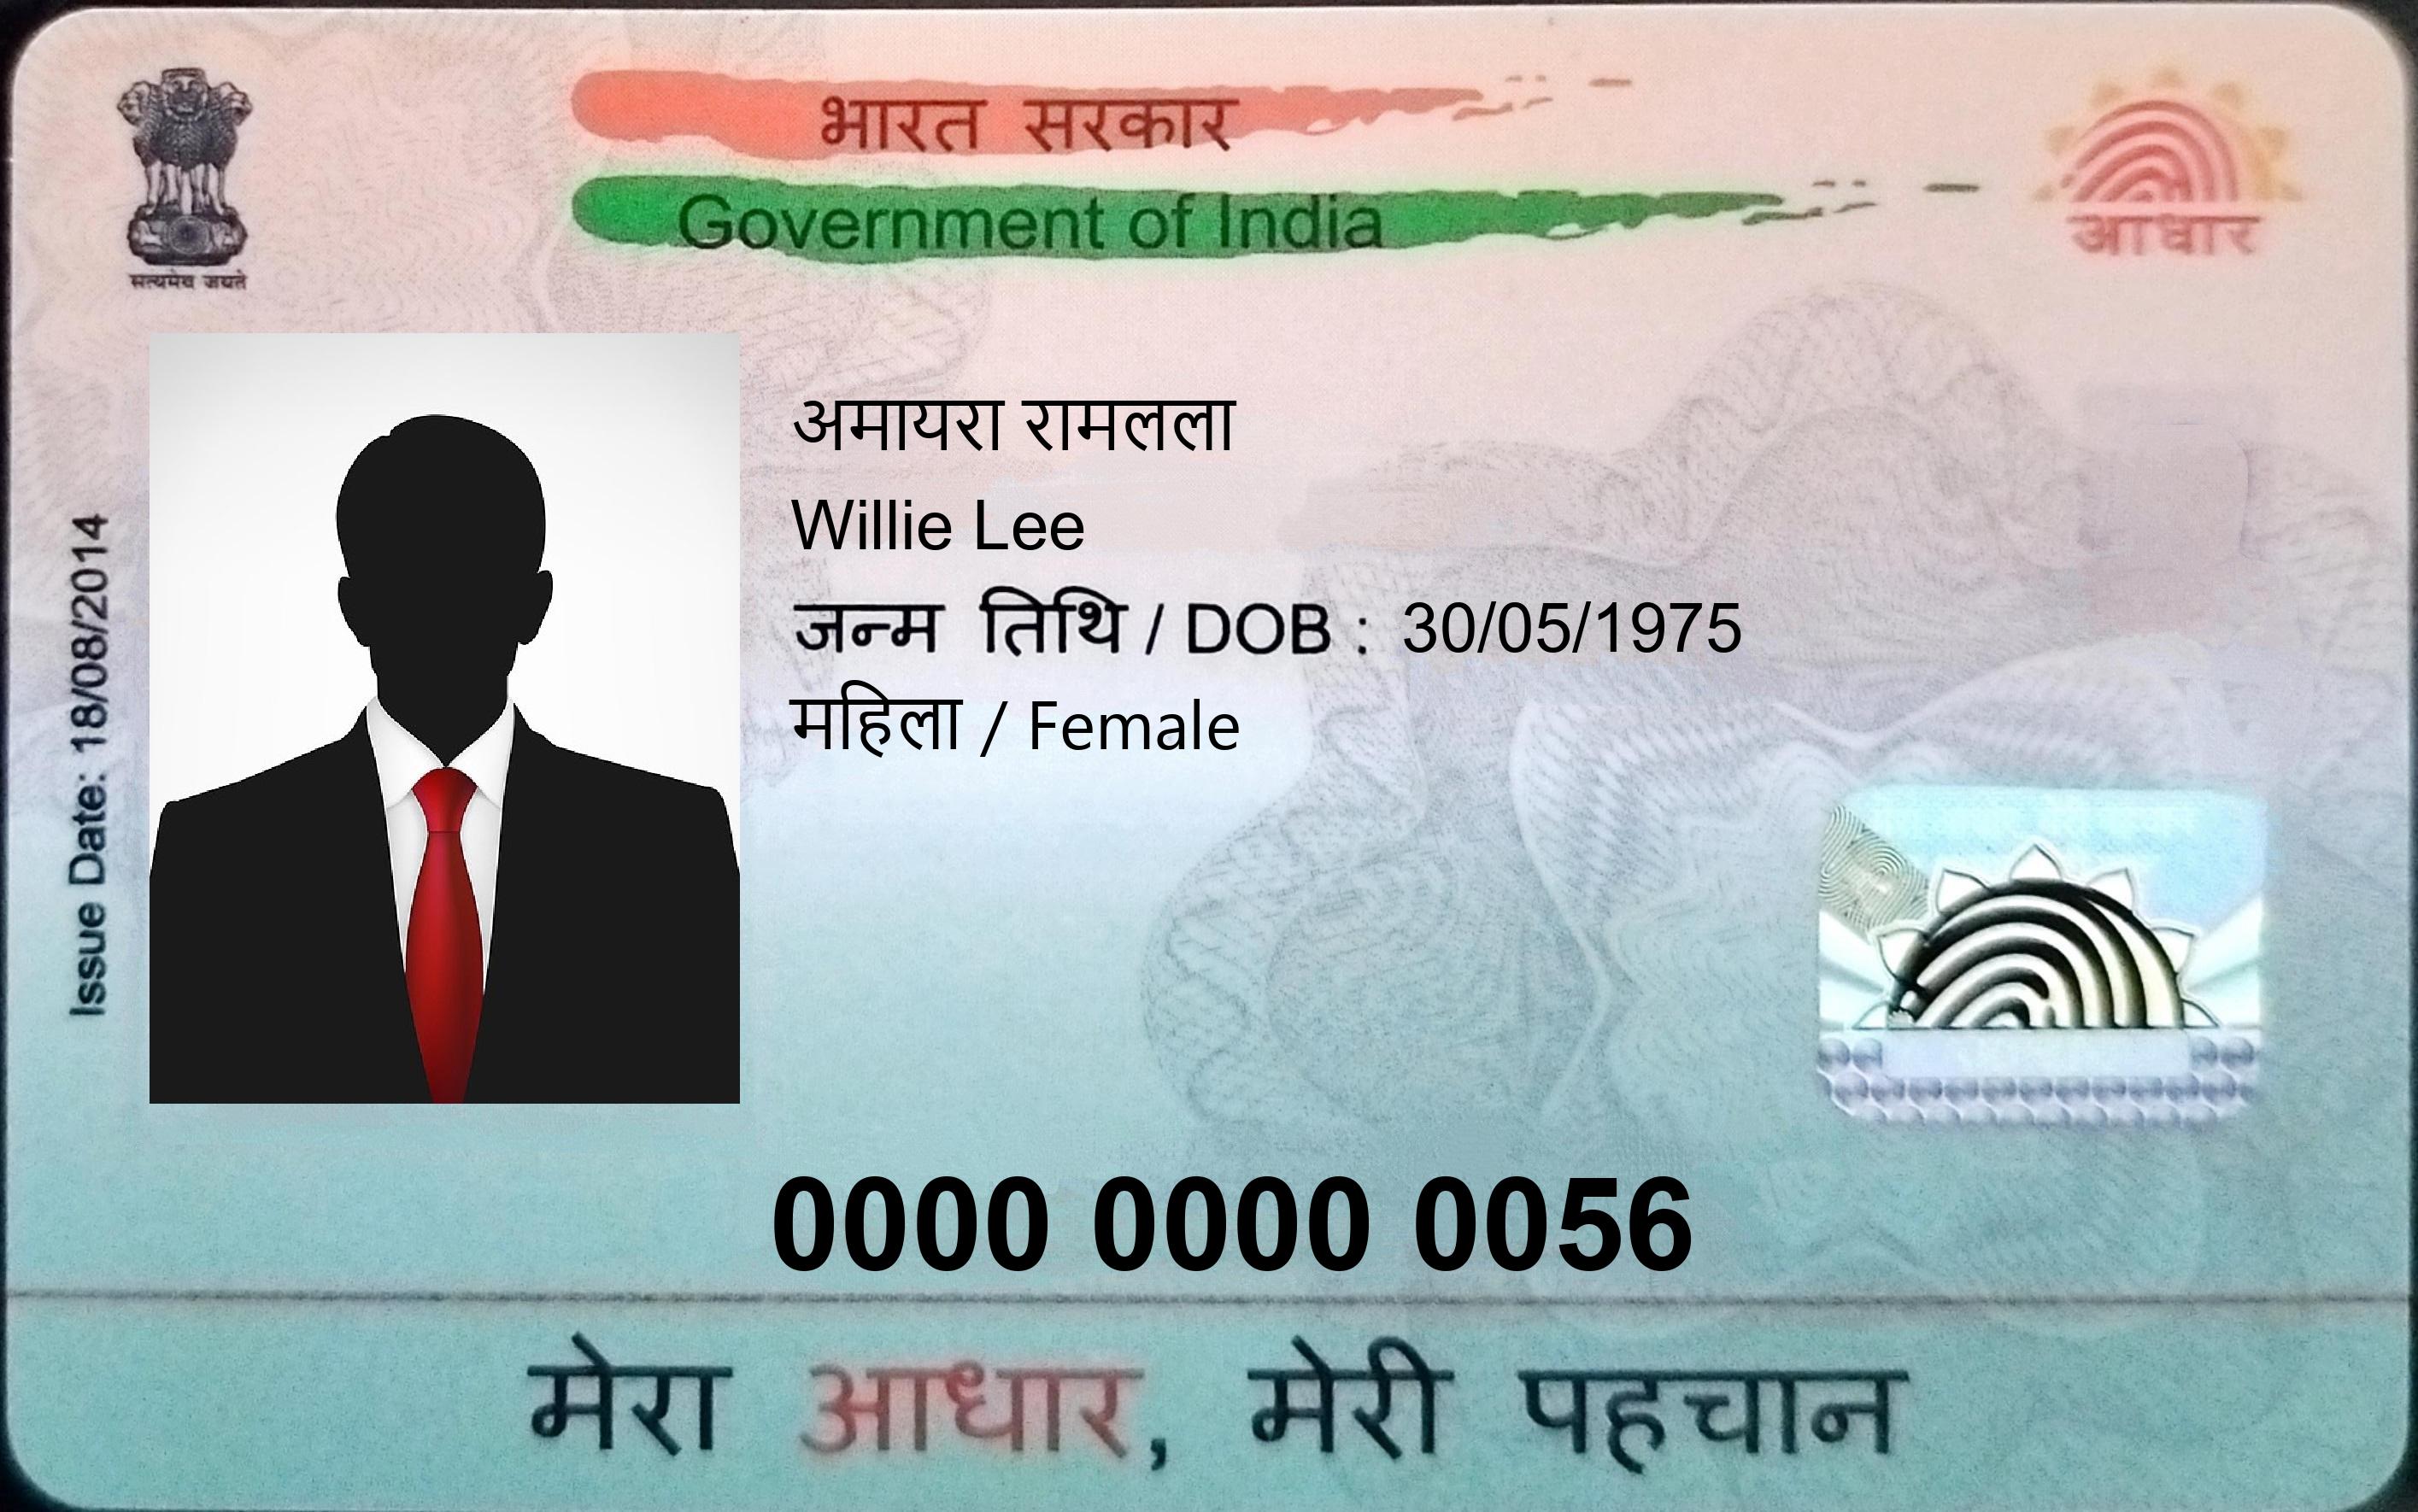 भारत सरकार
Government of India
आधार
सत्यमेव जयते
Issue Date: 18/08/2014
अमायरा रामलला
Willie Lee
जन्म तिथि / DOB : 30/05/1975
महिला / Female
0000 0000 0056
मेरा आधार, मेरी पहचान